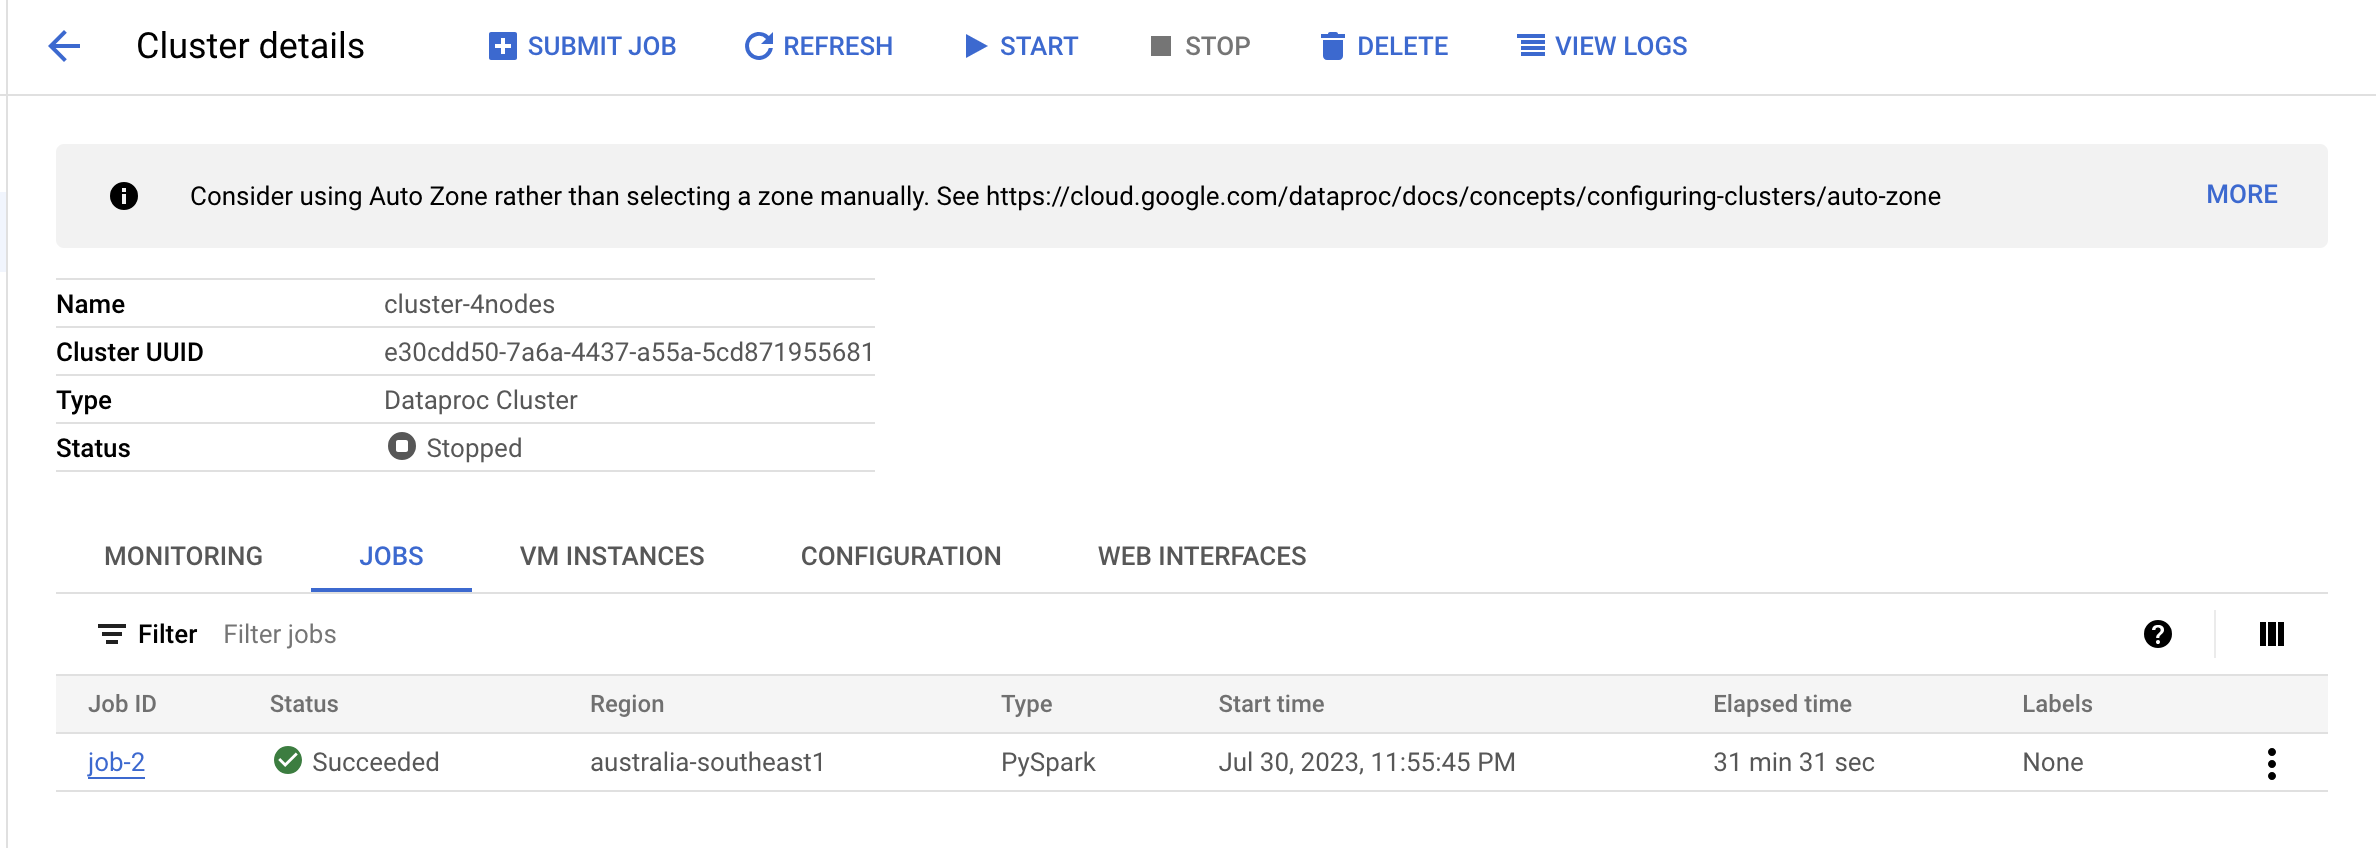 Cluster details SUBMIT JOB REFRESH START STOP DELETE VIEW LOGS
Consider using Auto Zone rather than selecting a zone manually. See https://cloud.google.com/dataproc/docs/concepts/configuring-clusters/auto-zone MORE
Name cluster-4nodes
Cluster UUID e30cdd50-7a6a-4437-a55a-5cd871955681
Type Dataproc Cluster
Status Stopped
MONITORING JOBS VM INSTANCES CONFIGURATION WEB INTERFACES
Filter Filter jobs
Job ID Status Region Type Start time Elapsed time Labels
job-2 Succeeded australia-southeast1 PySpark Jul 30, 2023, 11:55:45 PM 31 min 31 sec None